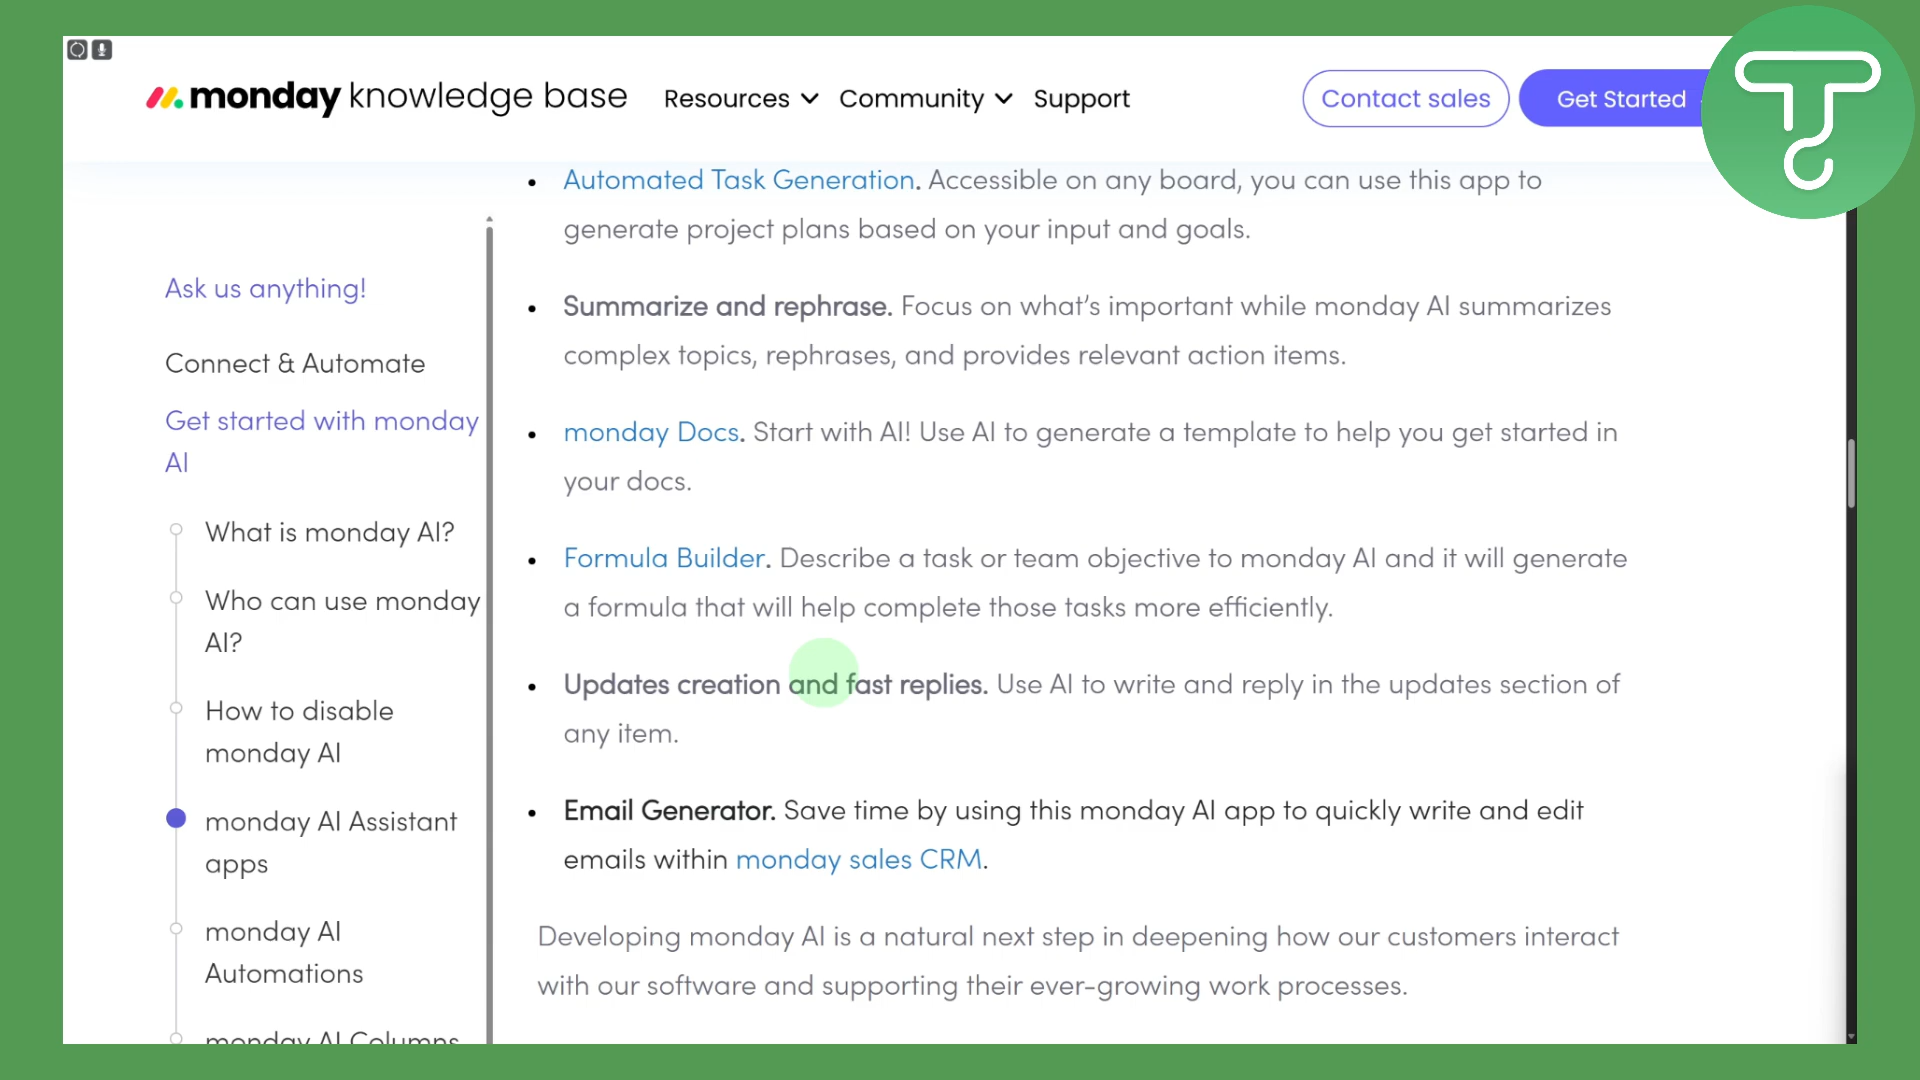 monday knowledge base
Resources
Community
Support
Contact sales
Get Started
Ask us anything!
Connect & Automate
Get started with monday
AI
What is monday AI?
Who can use monday
AI?
How to disable
monday AI
monday AI Assistant
apps
monday AI
Automations
monday AI Columns
Automated Task Generation. Accessible on any board, you can use this app to
generate project plans based on your input and goals.
Summarize and rephrase. Focus on what's important while monday AI summarizes
complex topics, rephrases, and provides relevant action items.
monday Docs. Start with AI! Use AI to generate a template to help you get started in
your docs.
Formula Builder. Describe a task or team objective to monday AI and it will generate
a formula that will help complete those tasks more efficiently.
Updates creation and fast replies. Use AI to write and reply in the updates section of
any item.
Email Generator. Save time by using this monday AI app to quickly write and edit
emails within monday sales CRM.
Developing monday AI is a natural next step in deepening how our customers interact
with our software and supporting their ever-growing work processes.